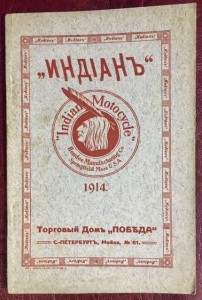 „ИНДІАНЪ“
"Indian Motocycle"
Hendee Manufacturing Co.
Springfield Mass U.S.A
1914.
Торговый Домъ „ПОБѢДА“
С.-ПЕТЕРБУРГЪ, Мойка, № 61.